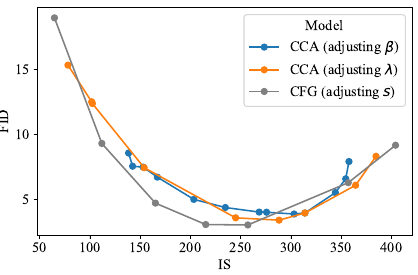 Model
CCA (adjusting β)
CCA (adjusting λ)
CFG (adjusting s)
15
10
5
FID
50 100 150 200 250 300 350 400
IS